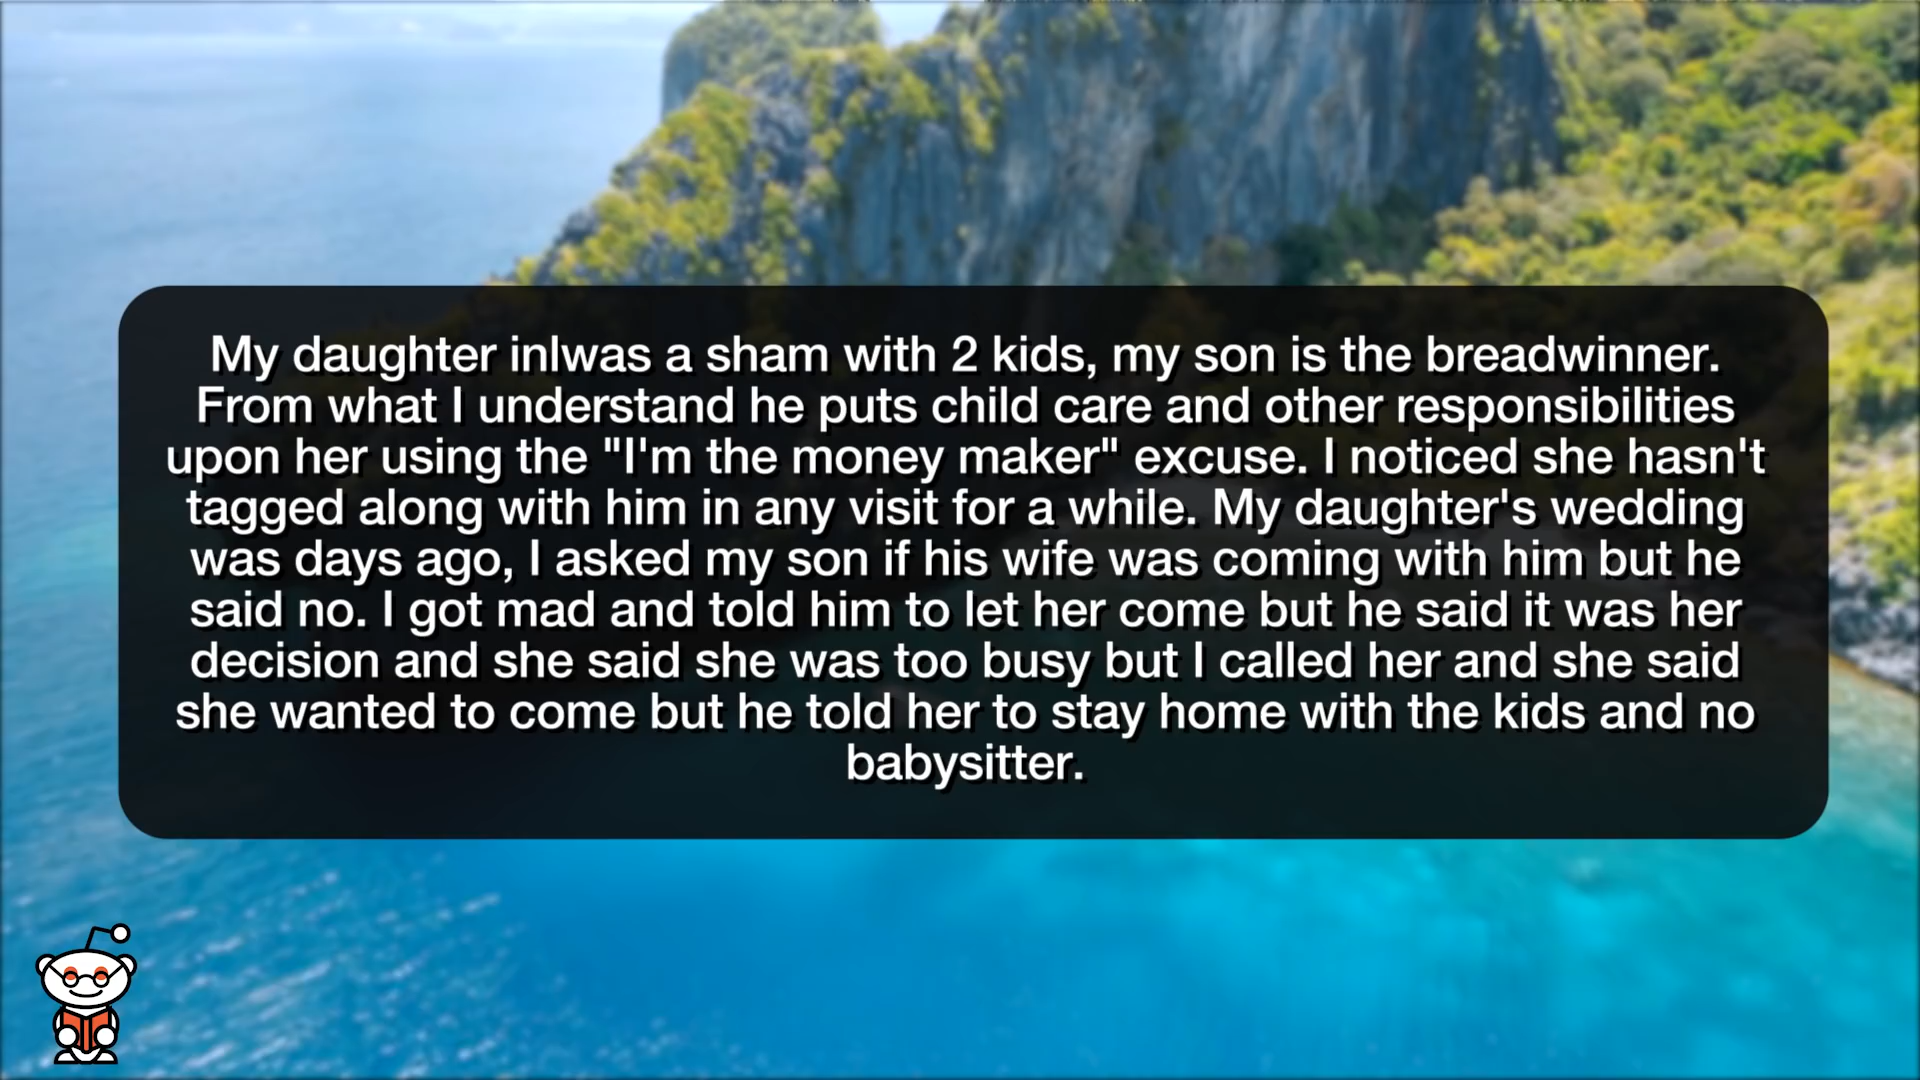 My daughter inlwas a sham with 2 kids, my son is the breadwinner.
From what I understand he puts child care and other responsibilities
upon her using the "I'm the money maker" excuse. I noticed she hasn't
tagged along with him in any visit for a while. My daughter's wedding
was days ago, I asked my son if his wife was coming with him but he
said no. I got mad and told him to let her come but he said it was her
decision and she said she was too busy but I called her and she said
she wanted to come but he told her to stay home with the kids and no
babysitter.